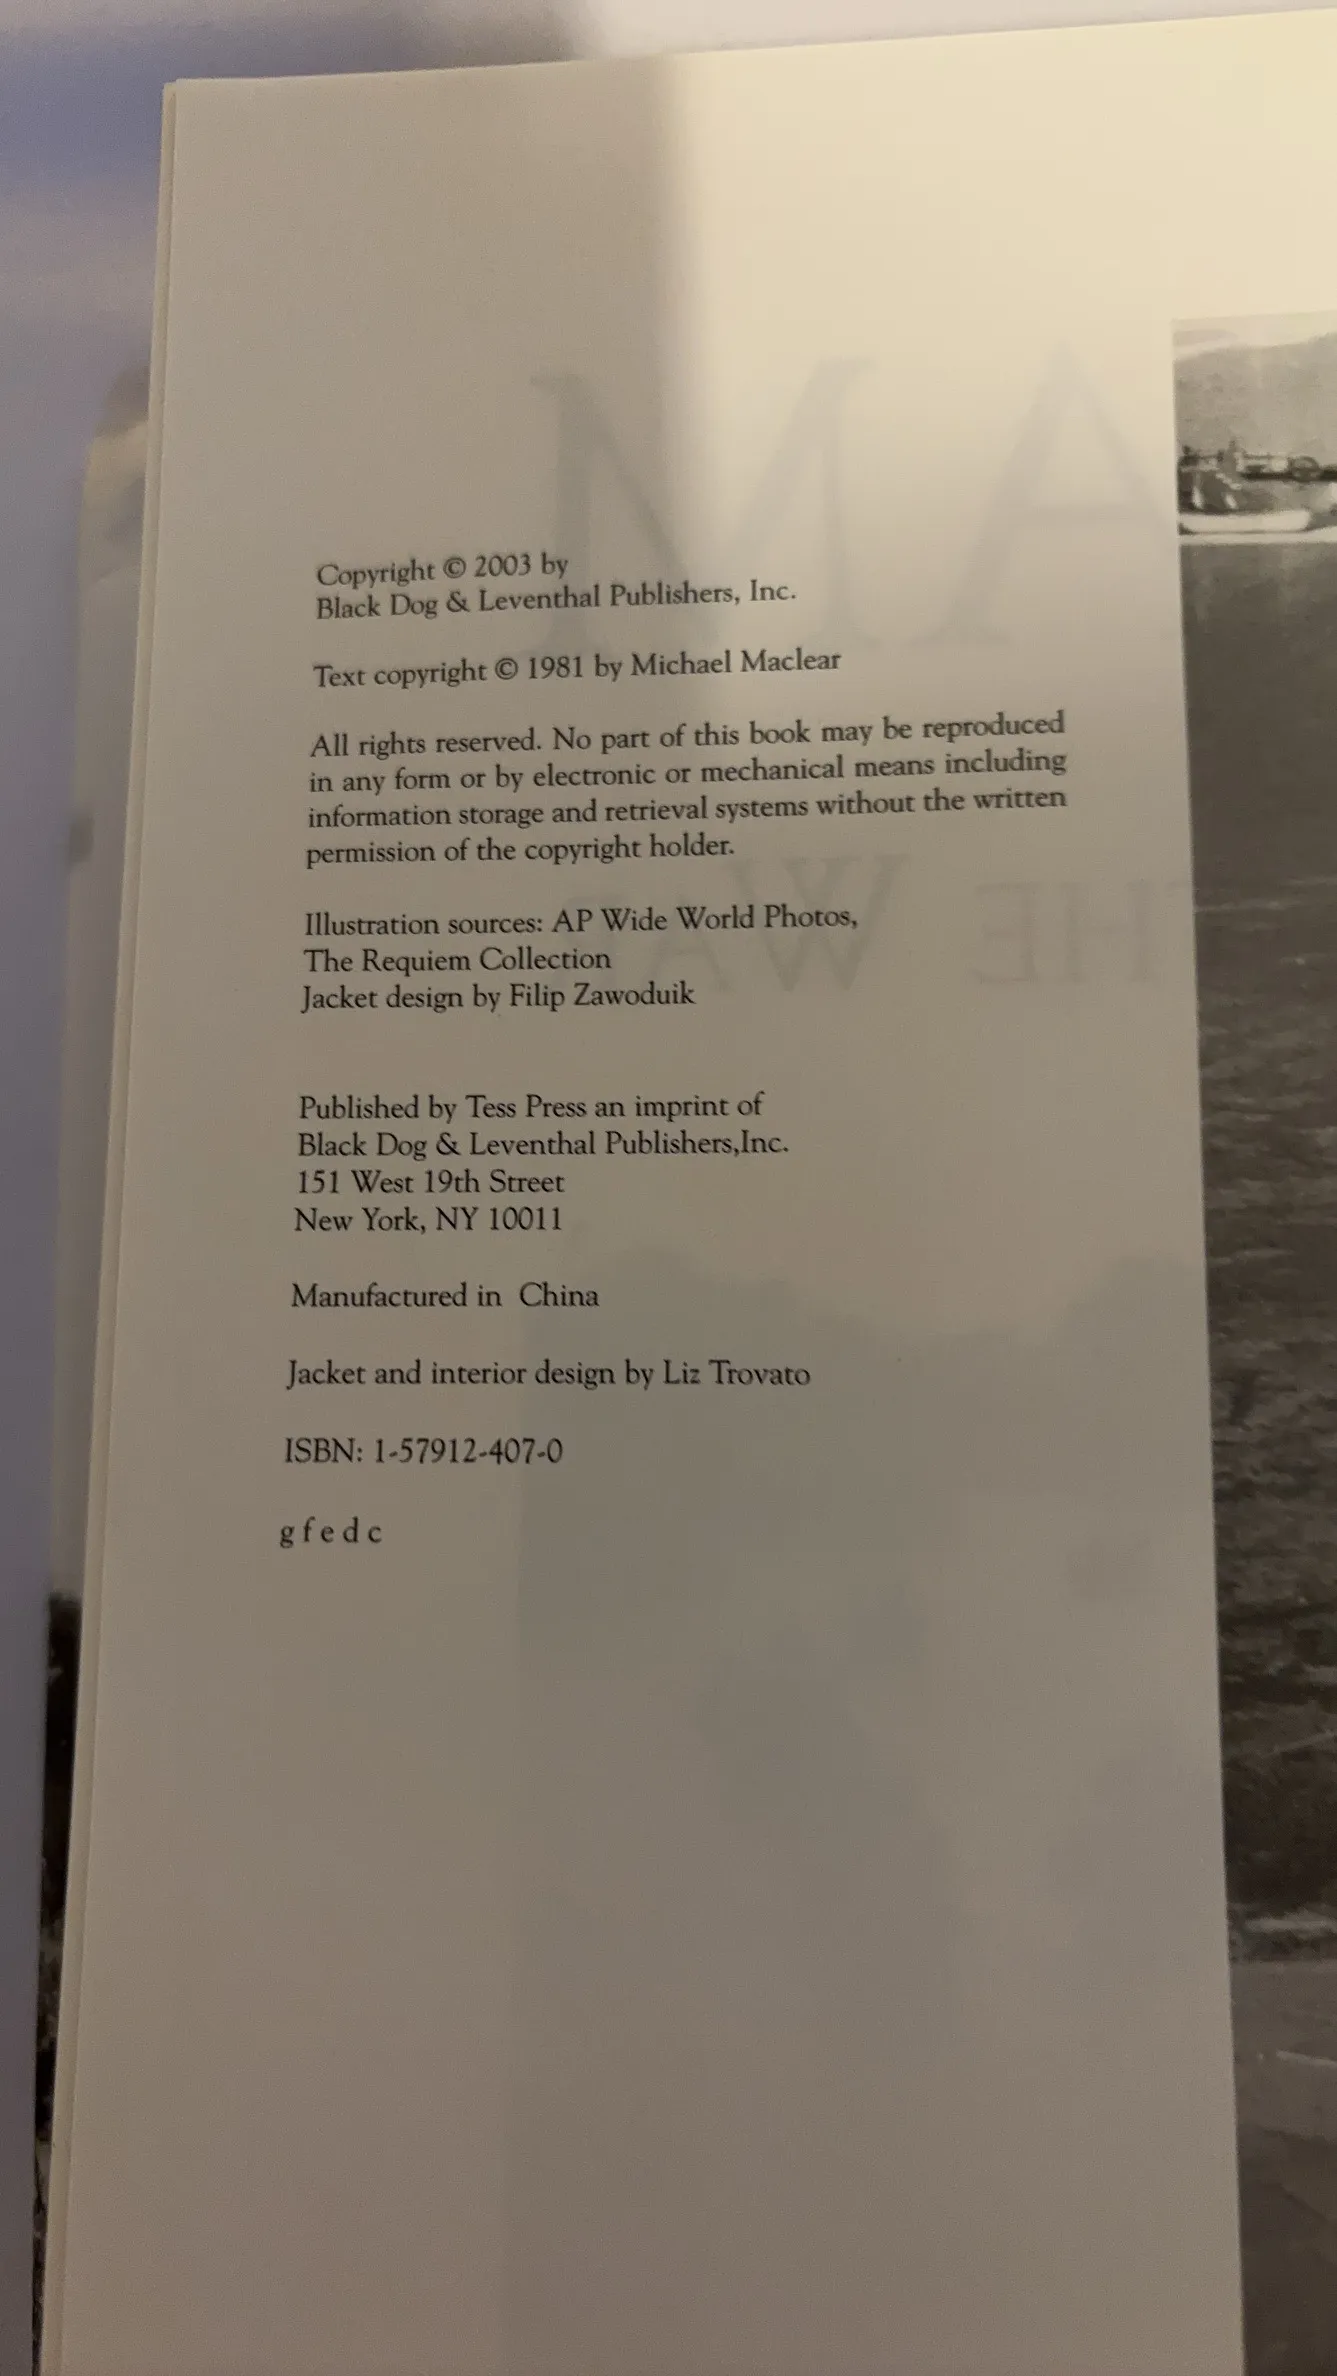 Copyright © 2003 by
Black Dog & Leventhal Publishers, Inc.
Text copyright © 1981 by Michael Maclear
All rights reserved. No part of this book may be reproduced
in any form or by electronic or mechanical means including
information storage and retrieval systems without the written
permission of the copyright holder.
Illustration sources: AP Wide World Photos,
The Requiem Collection
Jacket design by Filip Zawoduik
Published by Tess Press an imprint of
Black Dog & Leventhal Publishers,Inc.
151 West 19th Street
New York, NY 10011
Manufactured in  China
Jacket and interior design by Liz Trovato
ISBN: 1-57912-407-0
g f e d c